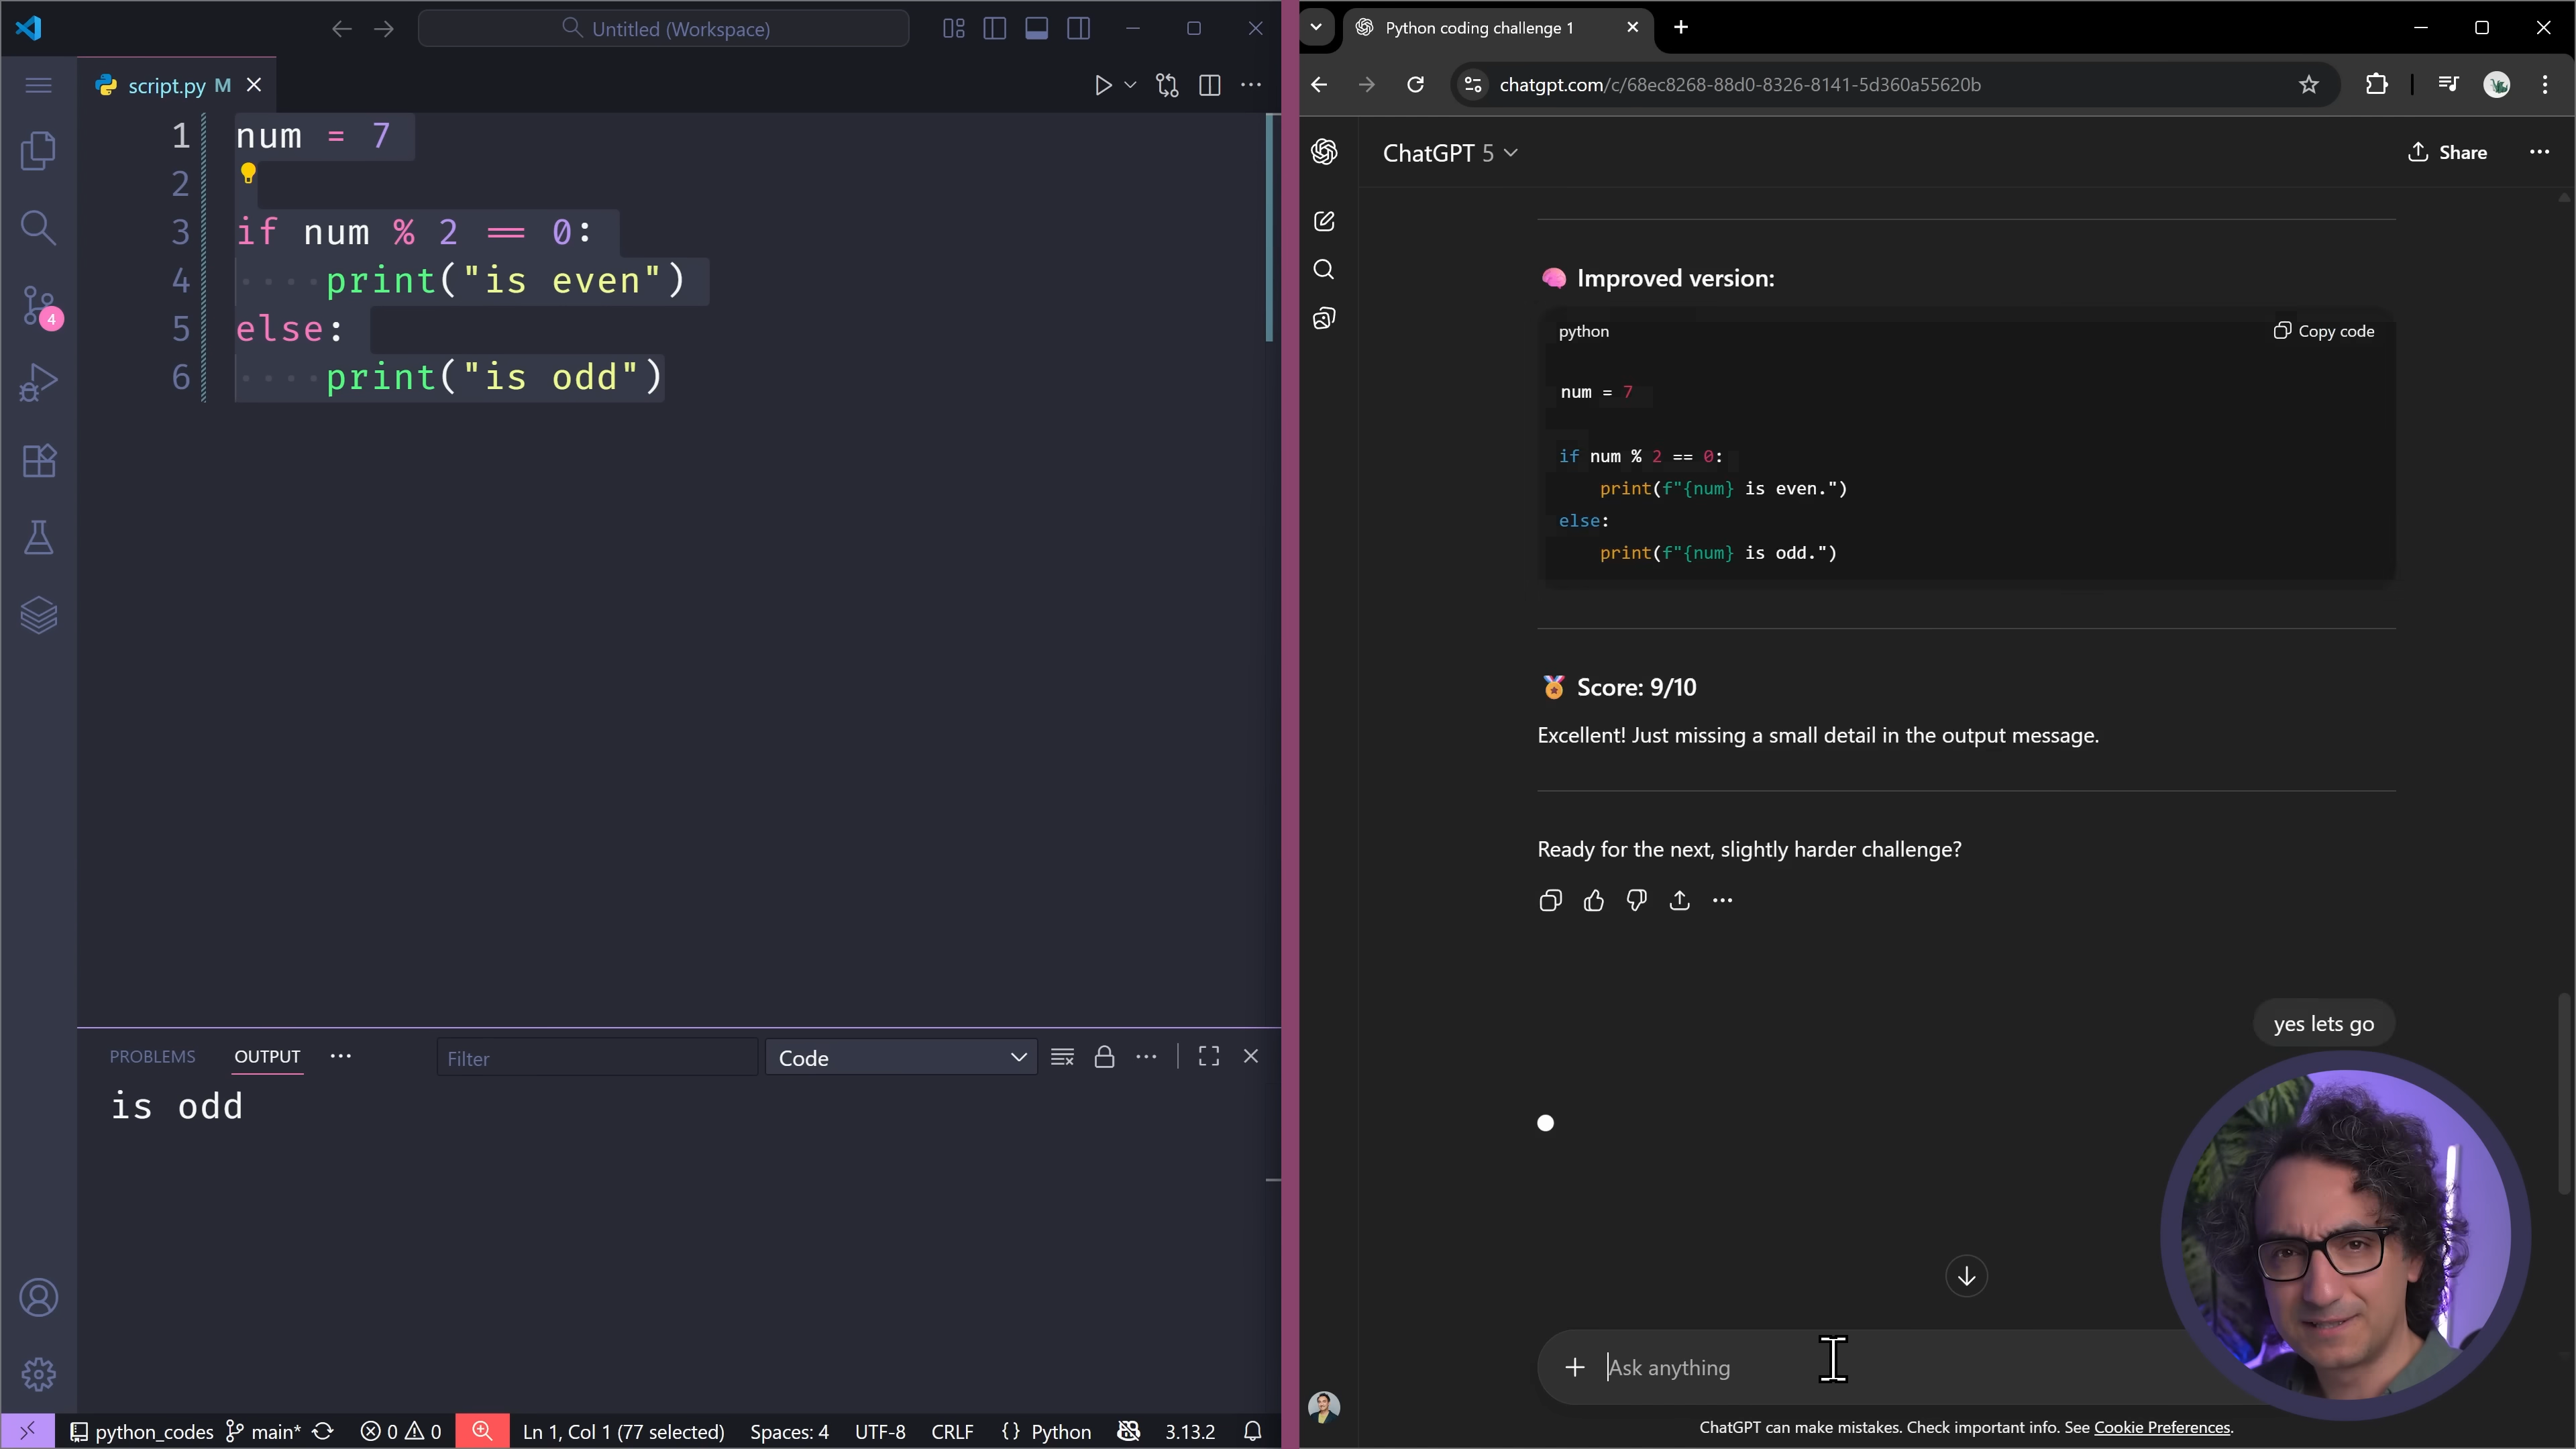 Untitled (Workspace)
script.py M
1 num = 7
2
3 if num % 2 == 0:
4 print("is even")
5 else:
6 print("is odd")
4
PROBLEMS OUTPUT
Filter
Code
is odd
python_codes main* 0 0 Ln 1, Col 1 (77 selected) Spaces: 4 UTF-8 CRLF {} Python 3.13.2
Python coding challenge 1
chatgpt.com/c/68ec8268-88d0-8326-8141-5d360a55620b
ChatGPT 5
Share
🧠 Improved version:
python
Copy code
num = 7
if num % 2 == 0:
print(f"{num} is even.")
else:
print(f"{num} is odd.")
🏅 Score: 9/10
Excellent! Just missing a small detail in the output message.
Ready for the next, slightly harder challenge?
yes lets go
Ask anything
ChatGPT can make mistakes. Check important info. See Cookie Preferences.